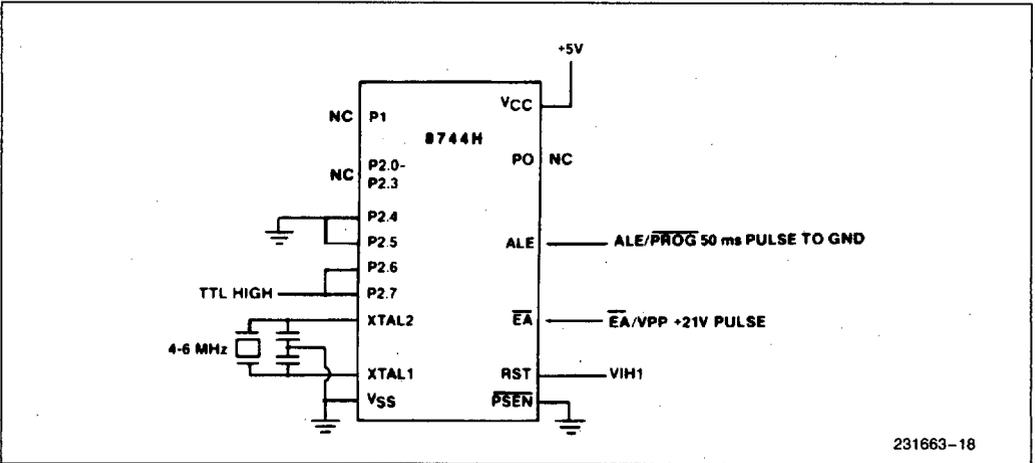 +5V
VCC
NC P1
8744H
PO NC
NC P2.0-
P2.3
P2.4
P2.5
ALE ALE/PROG 50 ms PULSE TO GND
P2.6
TTL HIGH P2.7
XTAL2
EA EA/VPP +21V PULSE
4-6 MHz
XTAL1
RST VIH1
VSS
PSEN
231663-18